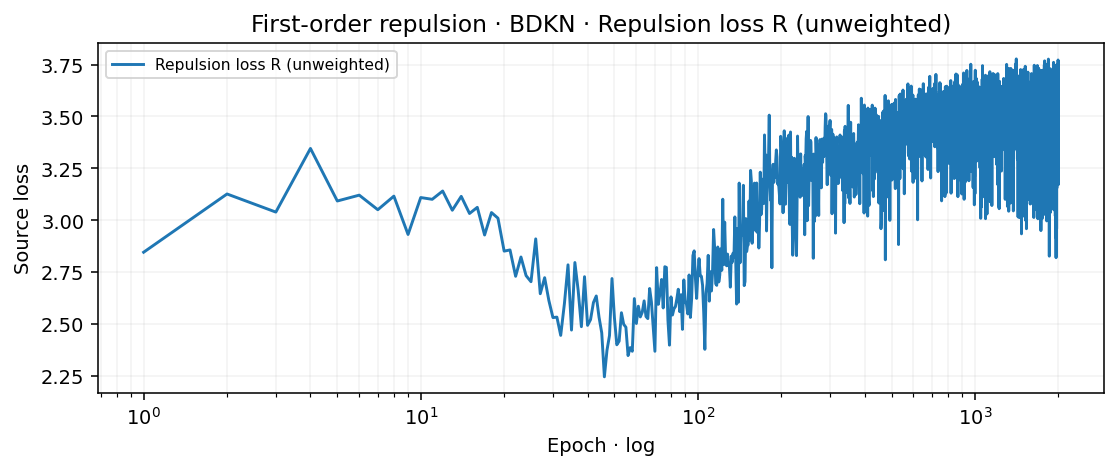 First-order repulsion · BDKN · Repulsion loss R (unweighted)
Repulsion loss R (unweighted)
Source loss
3.75
3.50
3.25
3.00
2.75
2.50
2.25
10⁰ 10¹ 10² 10³
Epoch · log